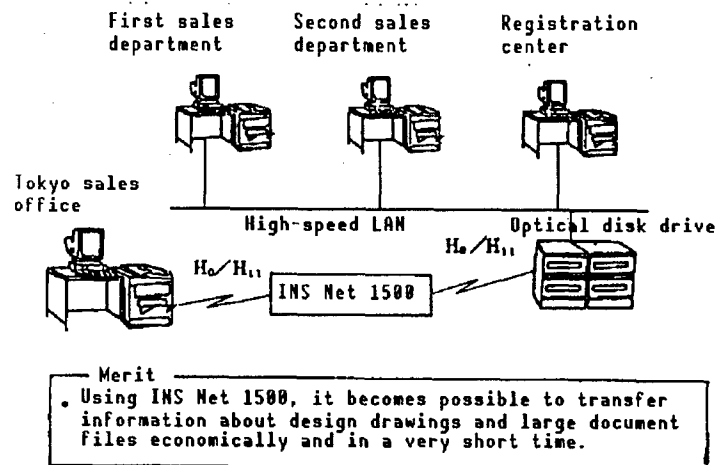 First sales
department
Second sales
department
Registration
center
Tokyo sales
office
High-speed LAN
Optical disk drive
H₀/H₁₁
H₀/H₁₁
INS Net 1500
Merit
. Using INS Net 1500, it becomes possible to transfer
information about design drawings and large document
files economically and in a very short time.